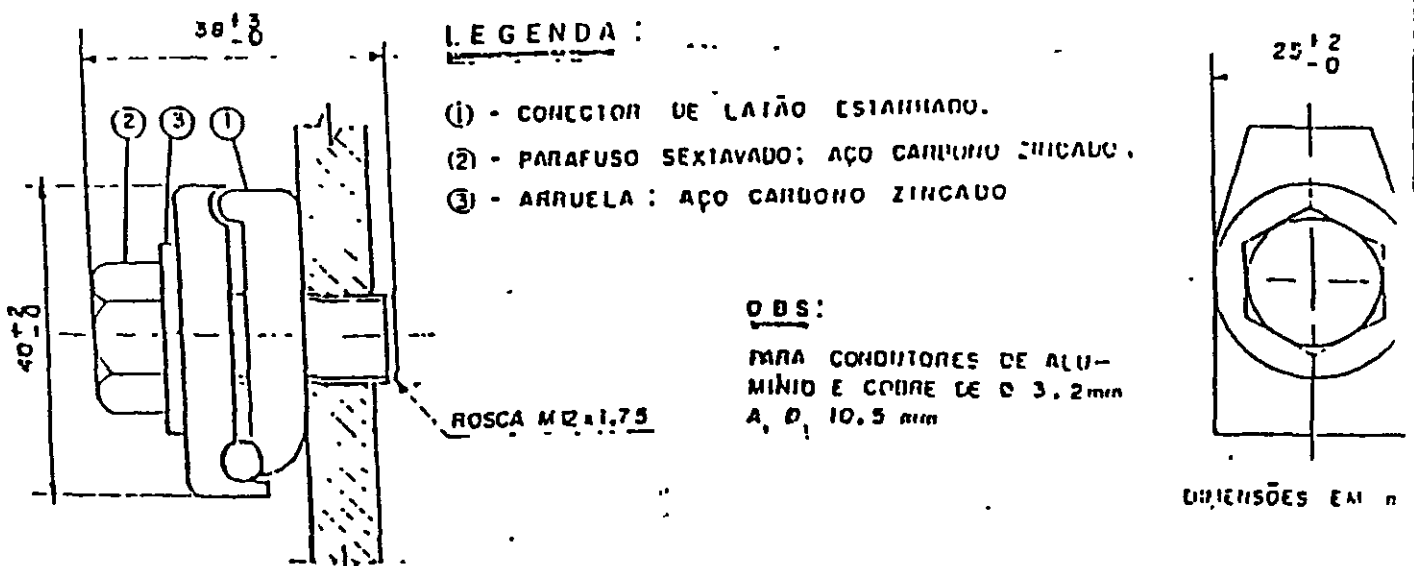 38 +3 -0
LEGENDA :
25 +2 -0
② ③ ①
① - CONECTOR DE LATÃO ESTANHADO.
② - PARAFUSO SEXTAVADO; AÇO CARBONO ZINCADO.
③ - ARRUELA : AÇO CARBONO ZINCADO
40 +2 -0
OBS:
PARA CONDUTORES DE ALU-
MÍNIO E COBRE DE Ø 3.2mm
A Ø 10.5 mm
ROSCA M12x1,75
DIMENSÕES EM